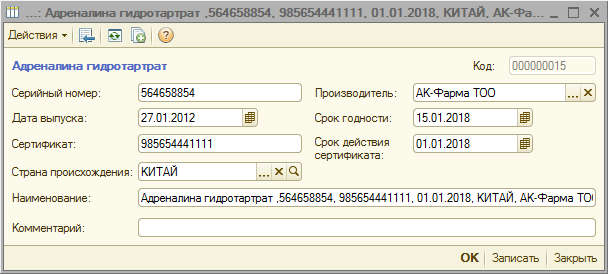 ...: Адреналина гидротартрат ,564658854, 985654441111, 01.01.2018, КИТАЙ, АК-Фа...
Действия
Адреналина гидротартрат Код: 000000015
Серийный номер: 564658854 Производитель: АК-Фарма ТОО
Дата выпуска: 27.01.2012 Срок годности: 15.01.2018
Сертификат: 985654441111 Срок действия сертификата: 01.01.2018
Страна происхождения: КИТАЙ
Наименование: Адреналина гидротартрат ,564658854, 985654441111, 01.01.2018, КИТАЙ, АК-Фарма ТО
Комментарий:
OK Записать Закрыть